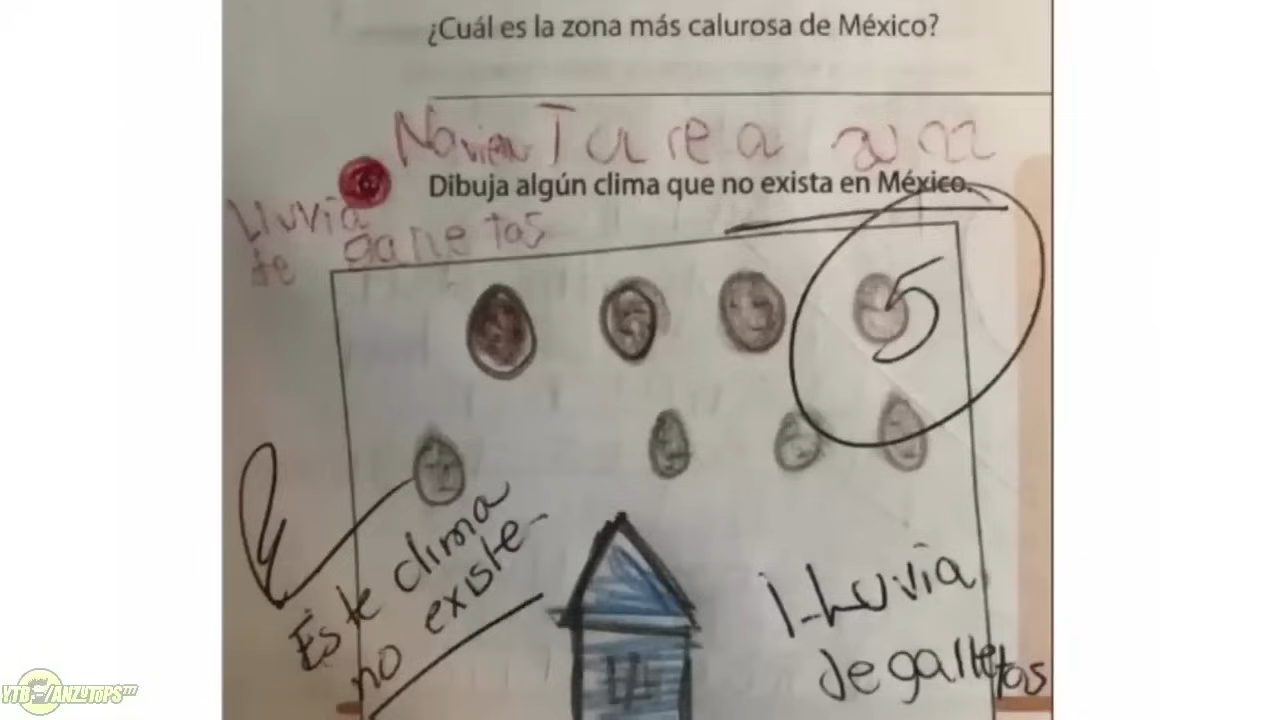 ¿Cuál es la zona más calurosa de México?
Tarea 2022
Dibuja algún clima que no exista en México.
Lluvia
de galletas
5
Este clima
no existe
Lluvia
de galletas